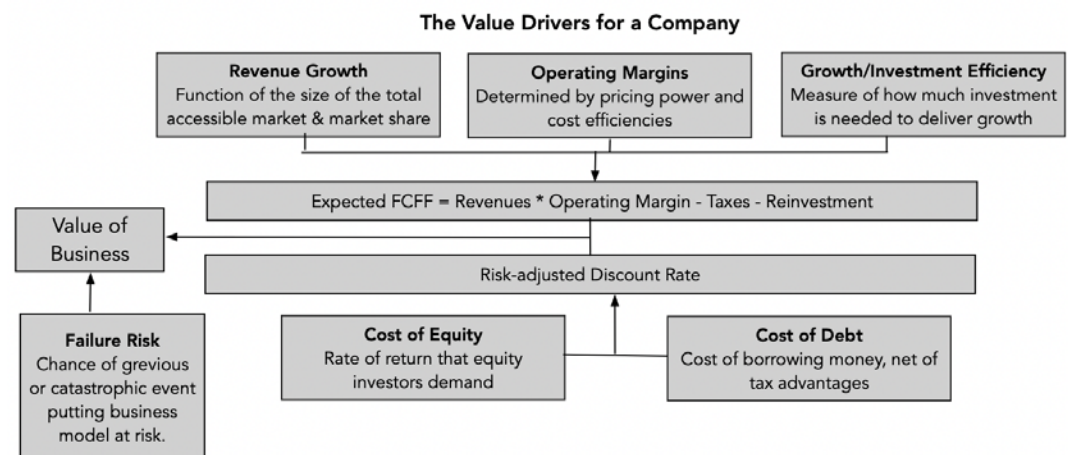 The Value Drivers for a Company
Revenue Growth
Function of the size of the total
accessible market & market share
Operating Margins
Determined by pricing power and
cost efficiencies
Growth/Investment Efficiency
Measure of how much investment
is needed to deliver growth
Expected FCFF = Revenues * Operating Margin - Taxes - Reinvestment
Value of
Business
Risk-adjusted Discount Rate
Failure Risk
Chance of grevious
or catastrophic event
putting business
model at risk.
Cost of Equity
Rate of return that equity
investors demand
Cost of Debt
Cost of borrowing money, net of
tax advantages